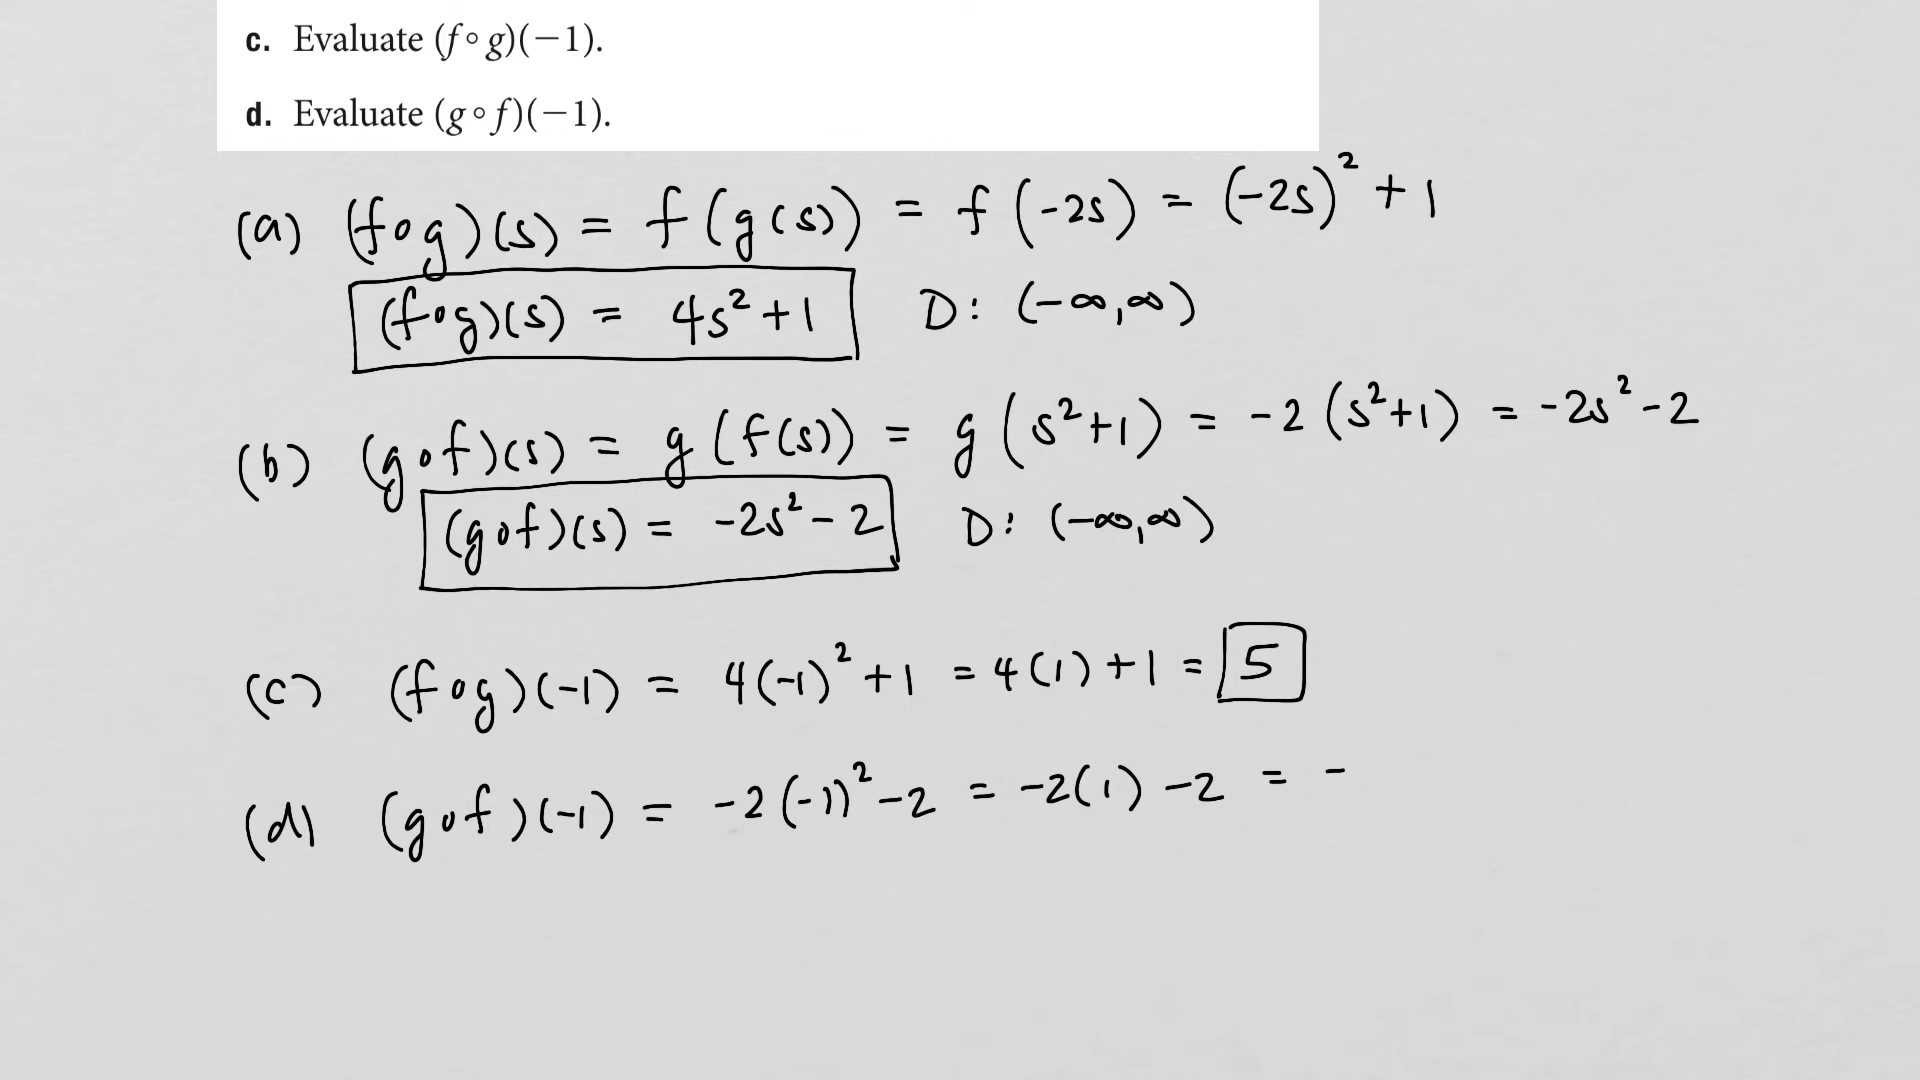 c. Evaluate (f∘g)(−1).
d. Evaluate (g∘f)(−1).
(a) (f∘g)(s) = f(g(s)) = f(-2s) = (-2s)² + 1
(f∘g)(s) = 4s² + 1 D: (-∞,∞)
(b) (g∘f)(s) = g(f(s)) = g(s²+1) = -2(s²+1) = -2s² - 2
(g∘f)(s) = -2s² - 2 D: (-∞,∞)
(c) (f∘g)(-1) = 4(-1)² + 1 = 4(1) + 1 = 5
(d) (g∘f)(-1) = -2(-1)² - 2 = -2(1) - 2 = -